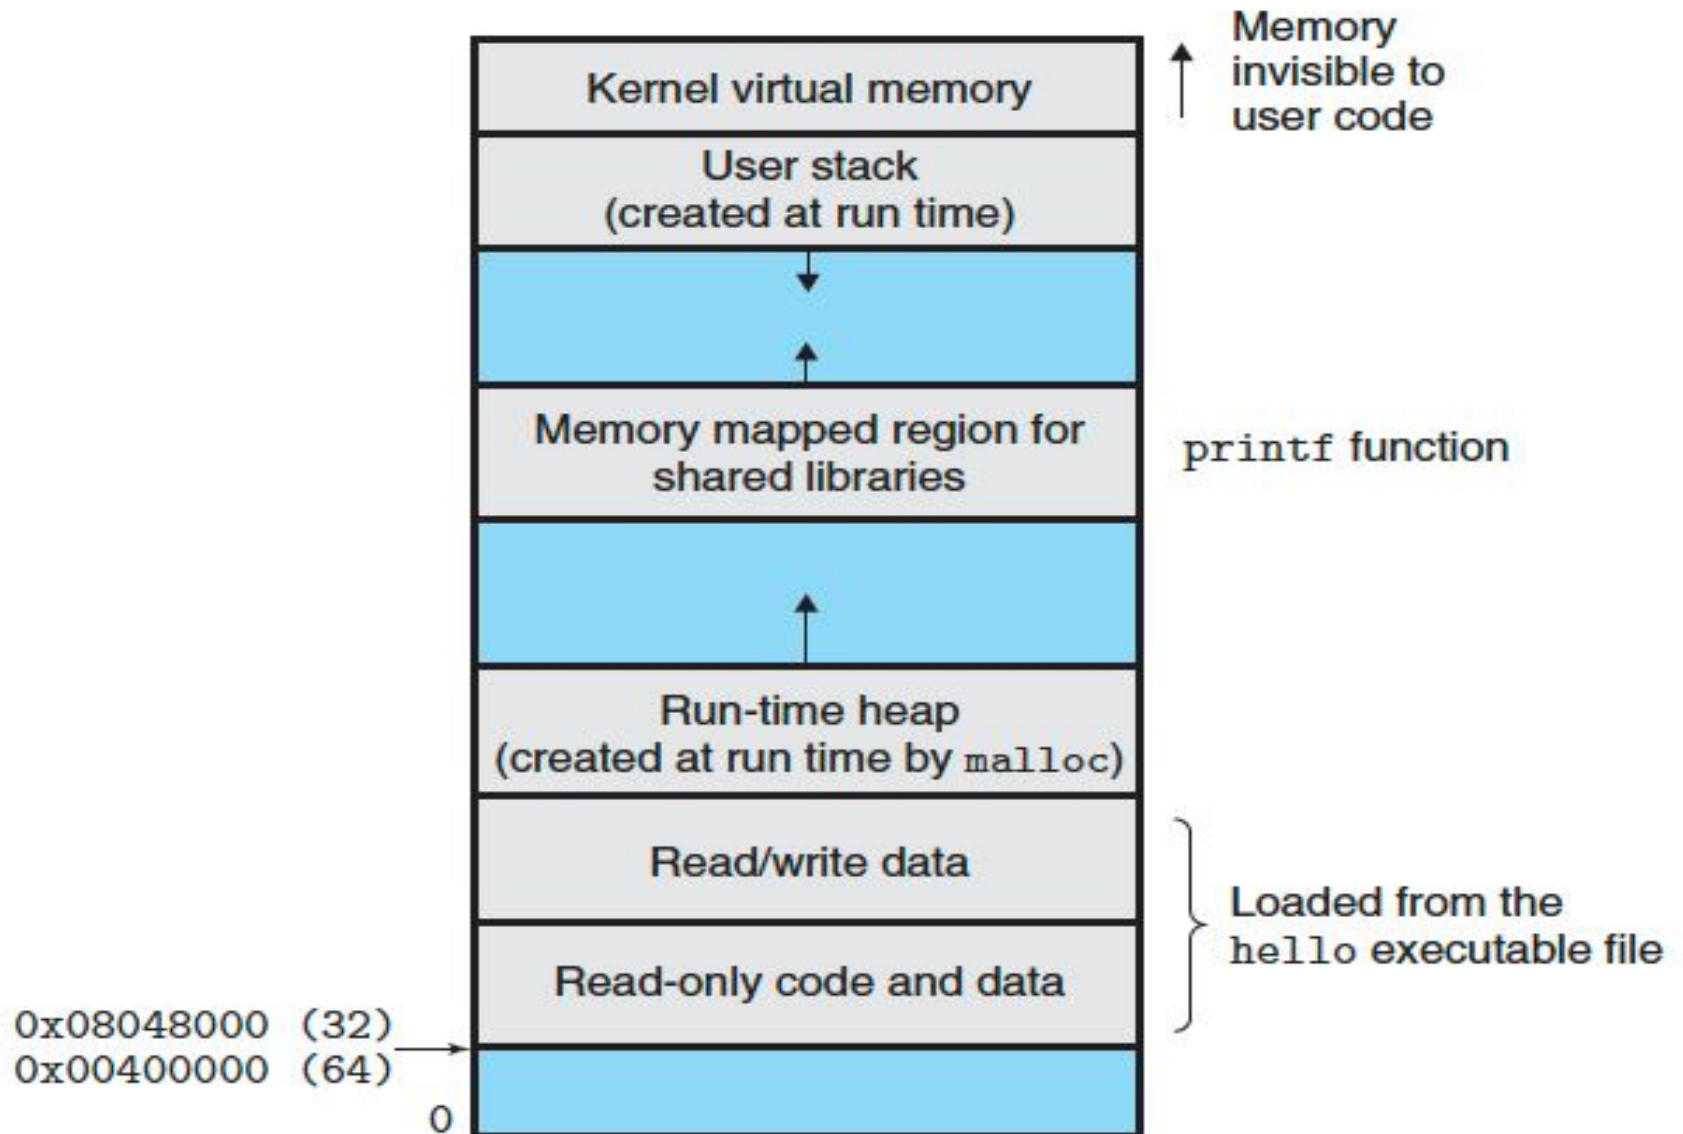 Memory
invisible to
user code
Kernel virtual memory
User stack
(created at run time)
Memory mapped region for
shared libraries
printf function
Run-time heap
(created at run time by malloc)
Read/write data
Loaded from the
hello executable file
Read-only code and data
0x08048000 (32)
0x00400000 (64)
0